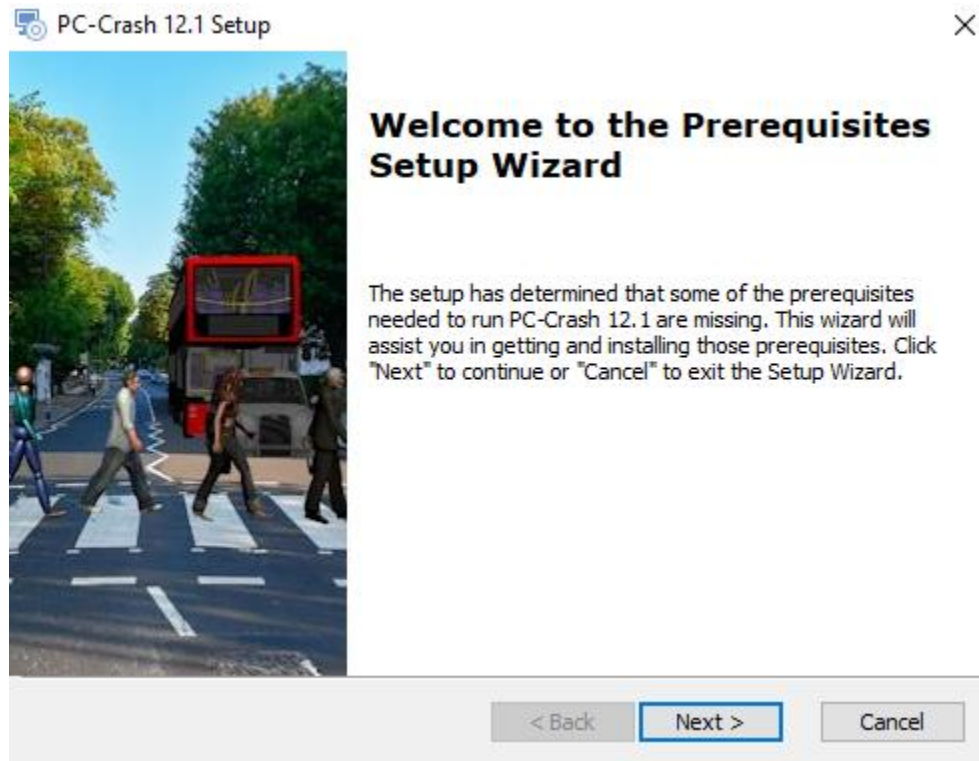 PC-Crash 12.1 Setup
Welcome to the Prerequisites
Setup Wizard
The setup has determined that some of the prerequisites
needed to run PC-Crash 12.1 are missing. This wizard will
assist you in getting and installing those prerequisites. Click
"Next" to continue or "Cancel" to exit the Setup Wizard.
< Back
Next >
Cancel